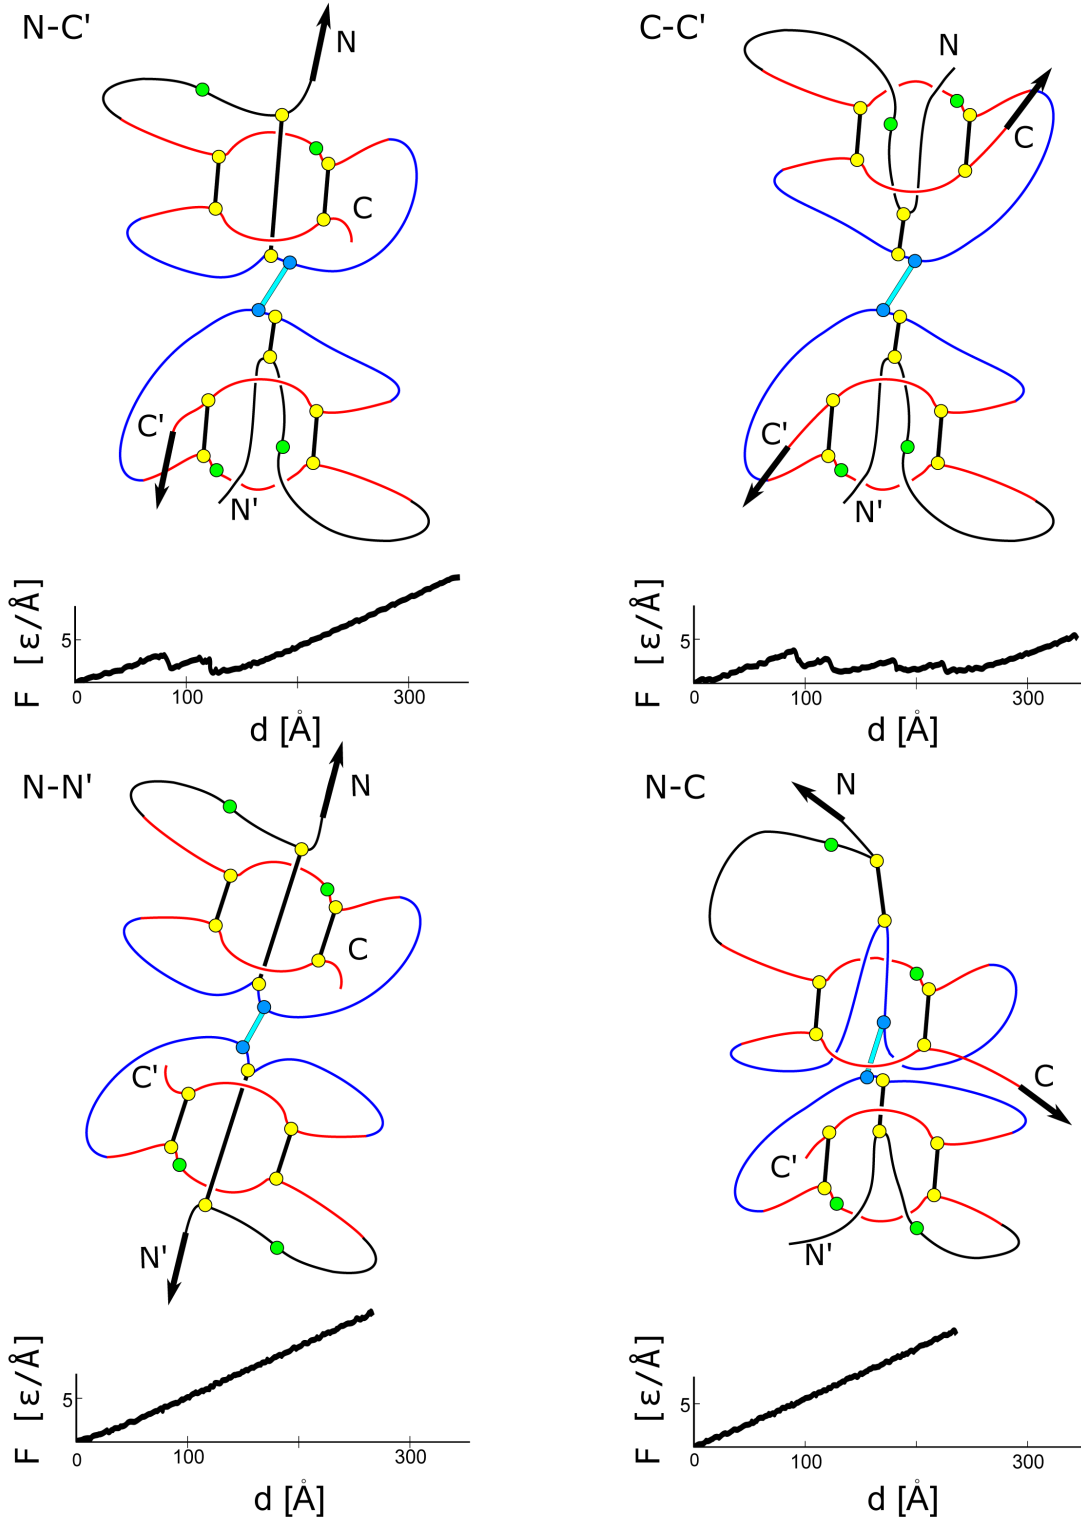 N-C'
N
C
C'
N'
F [ε/Å]
5
0 100 300
d [Å]
C-C'
N
C
C'
N'
F [ε/Å]
5
0 100 300
d [Å]
N-N'
N
C
C'
N'
F [ε/Å]
5
0 100 300
d [Å]
N-C
N
C
C'
N'
F [ε/Å]
5
0 100 300
d [Å]